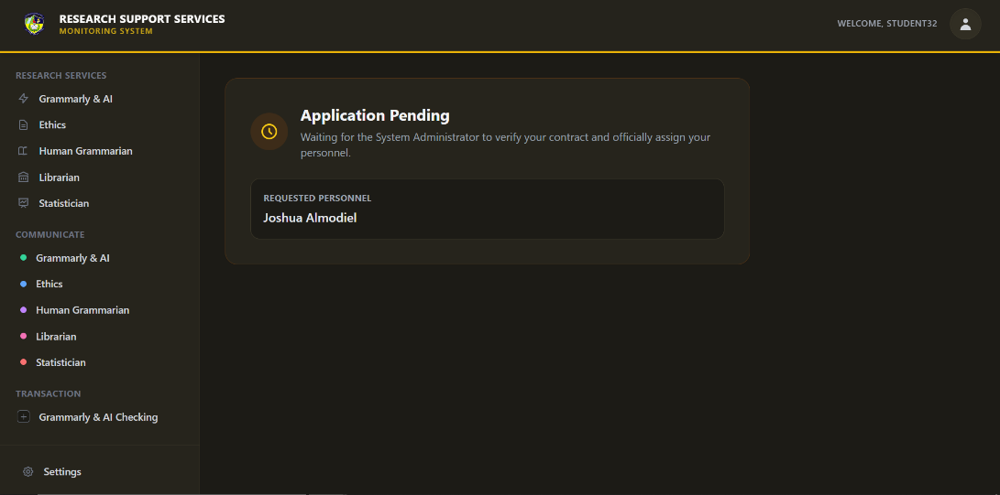 RESEARCH SUPPORT SERVICES
MONITORING SYSTEM
WELCOME, STUDENT32
RESEARCH SERVICES
Grammarly & AI
Ethics
Human Grammarian
Librarian
Statistician
COMMUNICATE
Grammarly & AI
Ethics
Human Grammarian
Librarian
Statistician
TRANSACTION
Grammarly & AI Checking
Settings
Application Pending
Waiting for the System Administrator to verify your contract and officially assign your
personnel.
REQUESTED PERSONNEL
Joshua Almodiel